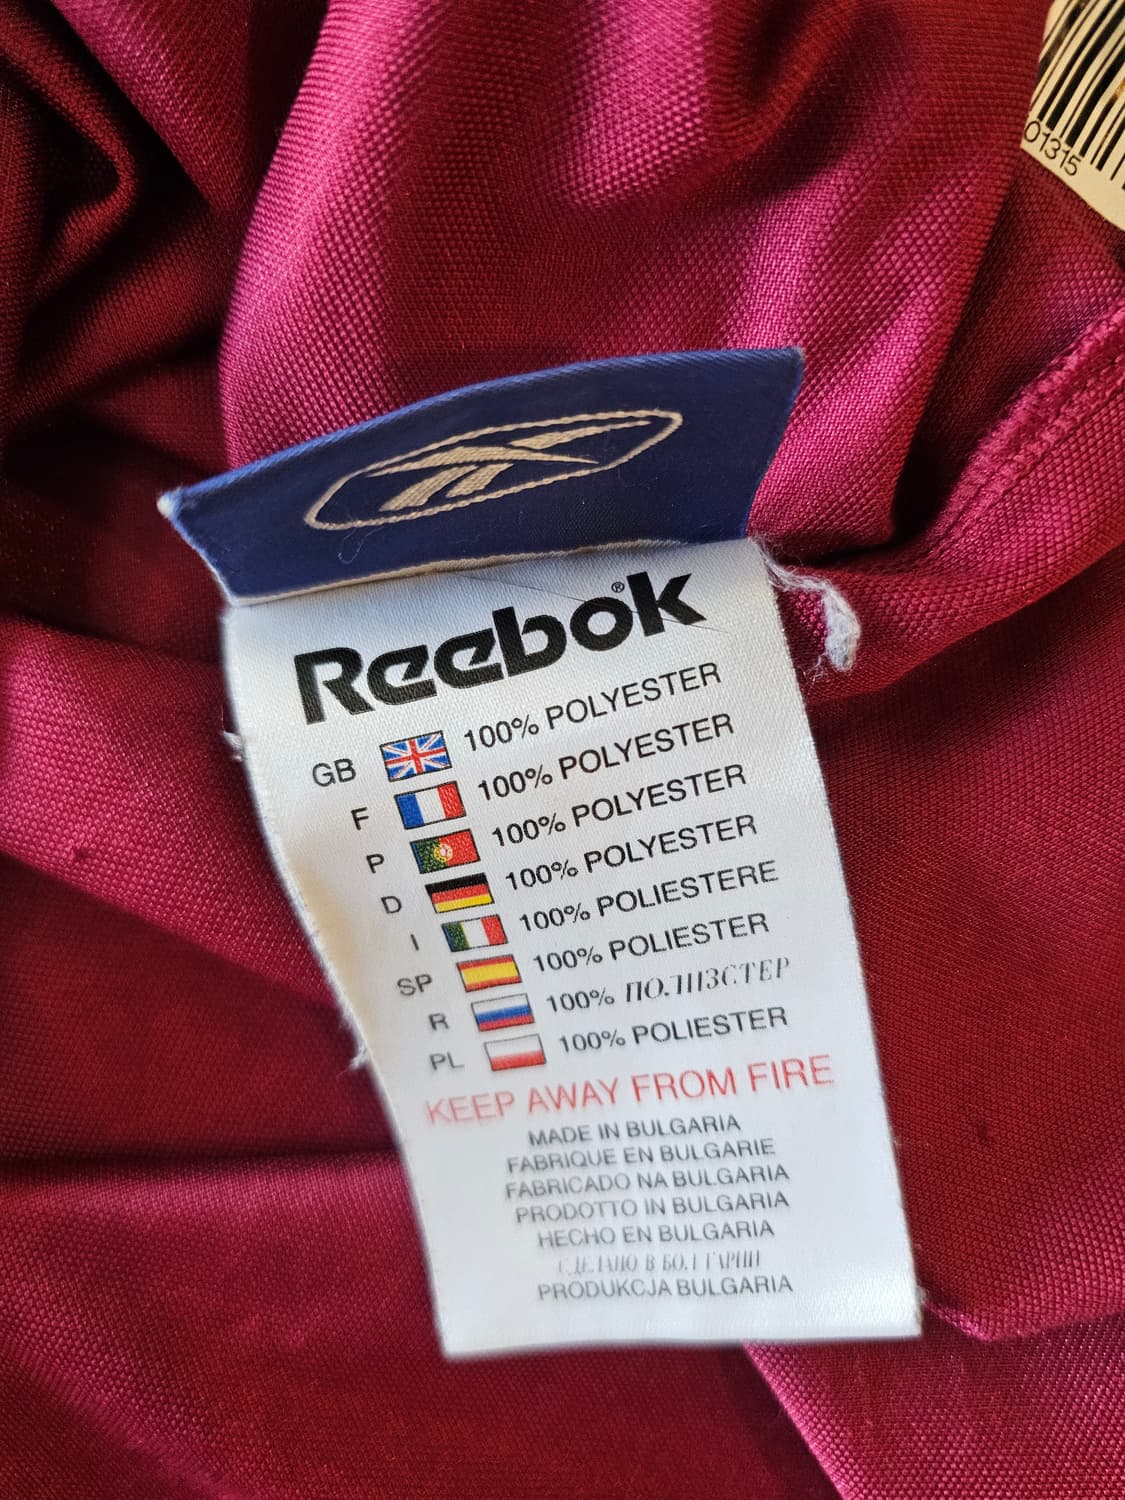 01315
Reebok®
GB 100% POLYESTER
F 100% POLYESTER
P 100% POLYESTER
D 100% POLYESTER
I 100% POLIESTERE
SP 100% POLIESTER
R 100% ПОЛИЗСТЕР
PL 100% POLIESTER
KEEP AWAY FROM FIRE
MADE IN BULGARIA
FABRIQUE EN BULGARIE
FABRICADO NA BULGARIA
PRODOTTO IN BULGARIA
HECHO EN BULGARIA
СДЕЛАНО В БОЛГАРИИ
PRODUKCJA BULGARIA